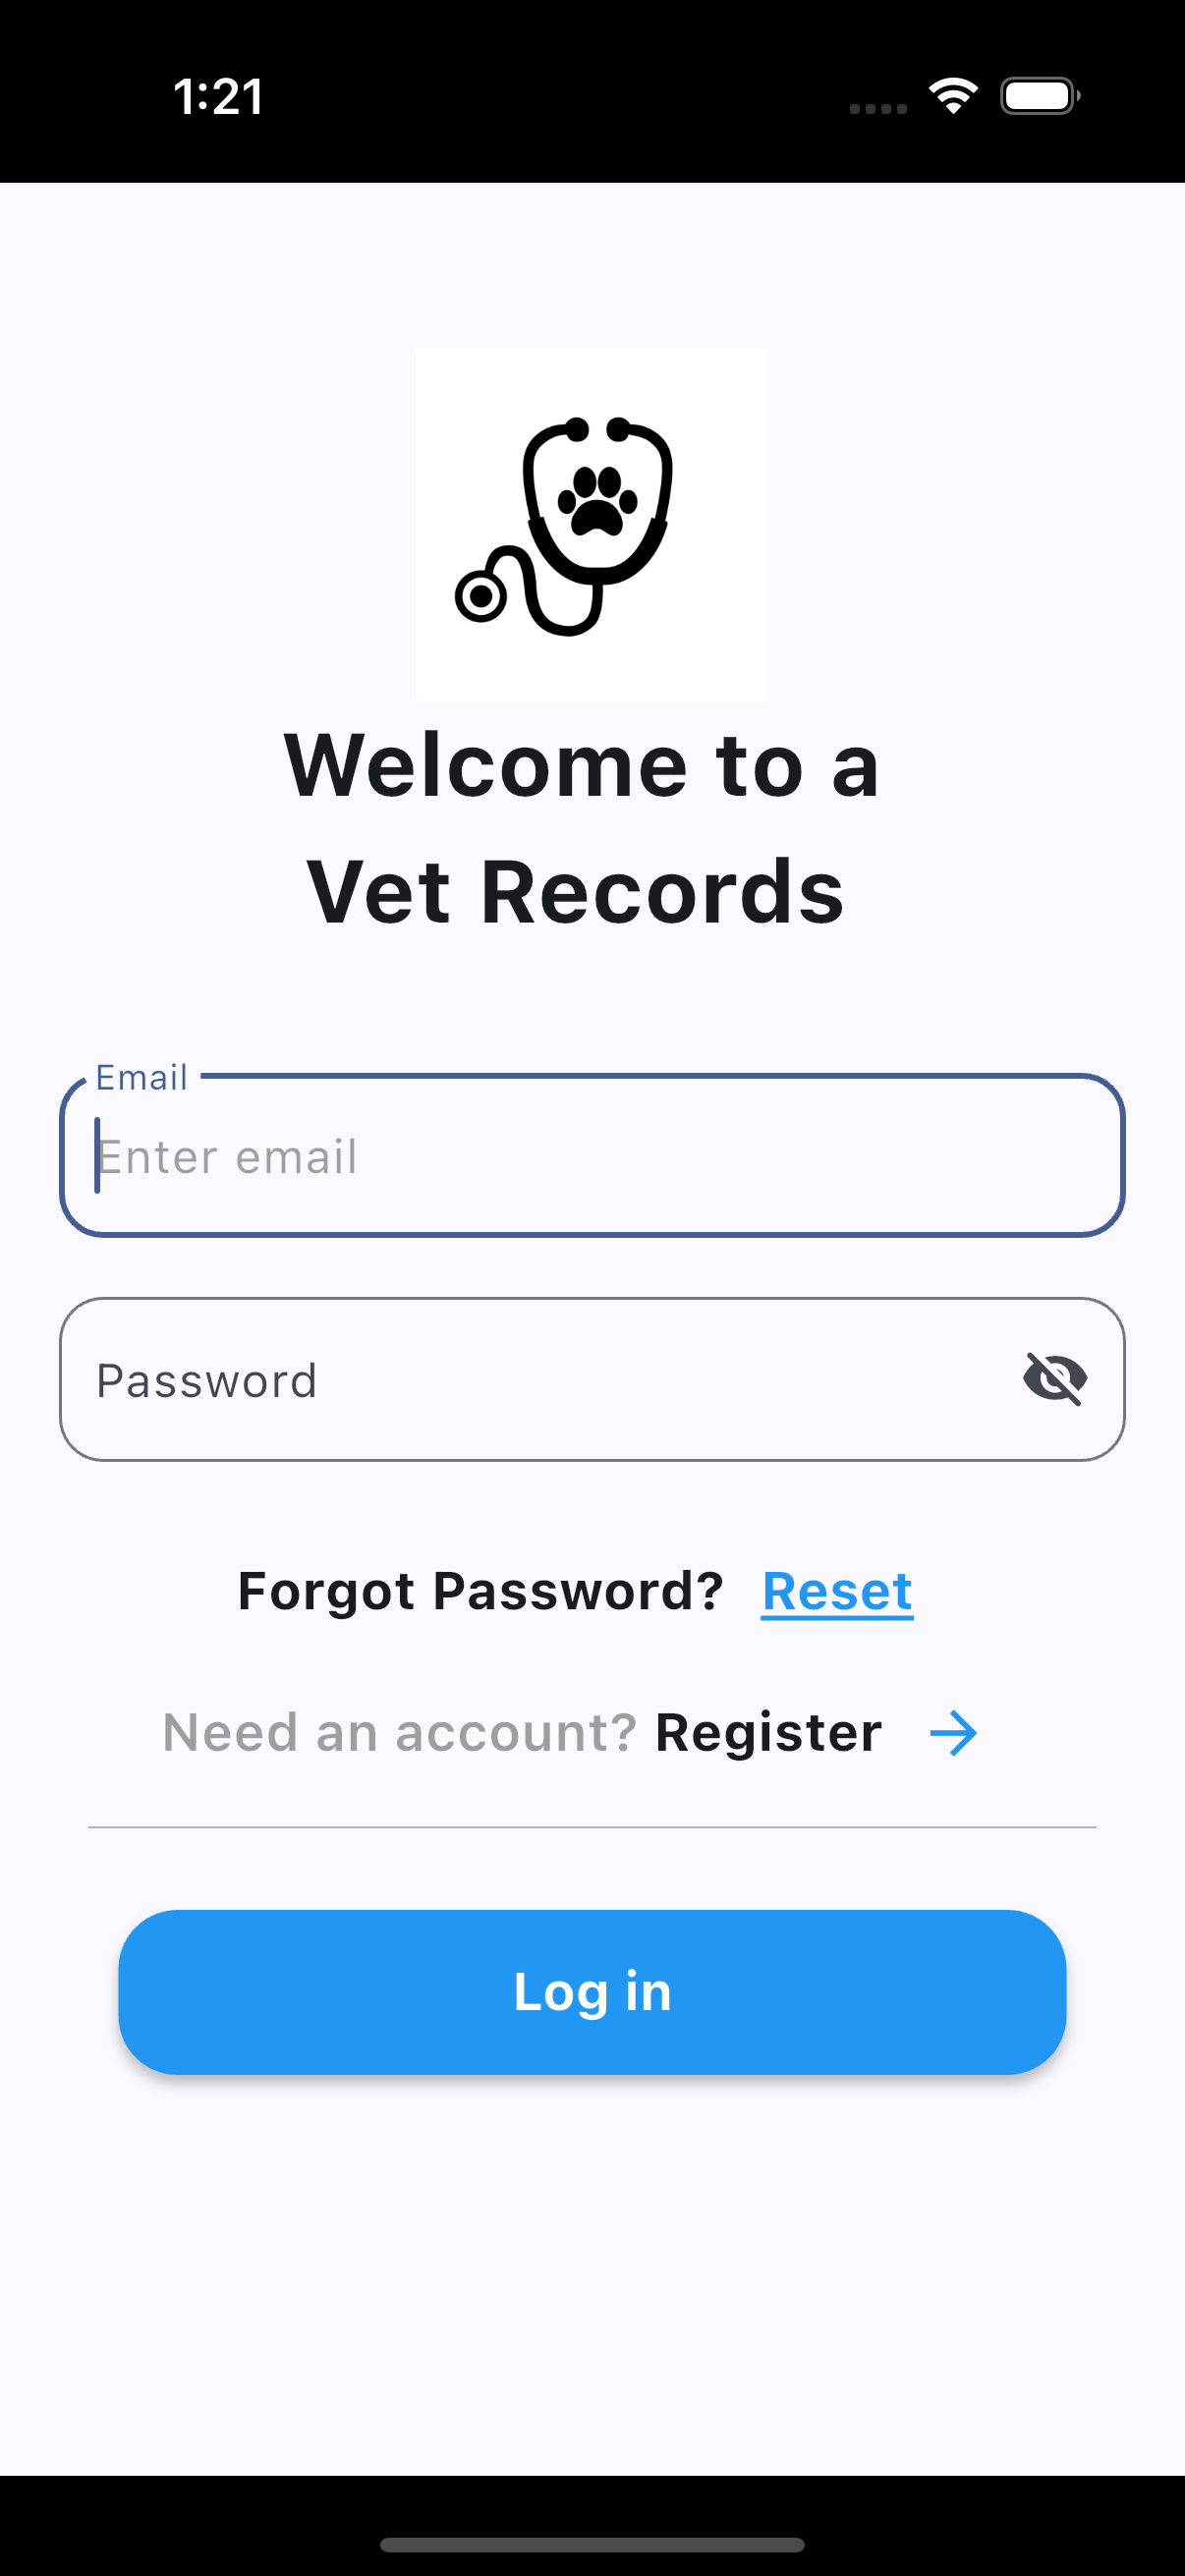 1:21
Welcome to a
Vet Records
Email
Enter email
Password
Forgot Password? Reset
Need an account? Register
Log in